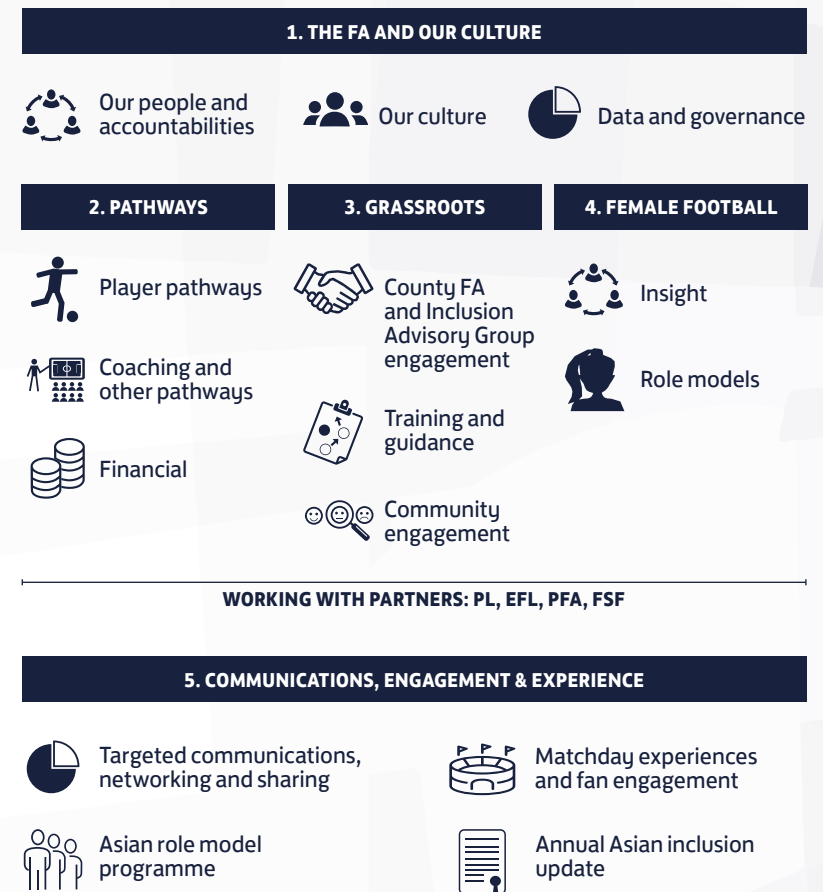 1. THE FA AND OUR CULTURE
Our people and
accountabilities
Our culture
Data and governance
2. PATHWAYS
Player pathways
Coaching and
other pathways
Financial
3. GRASSROOTS
County FA
and Inclusion
Advisory Group
engagement
Training and
guidance
Community
engagement
4. FEMALE FOOTBALL
Insight
Role models
WORKING WITH PARTNERS: PL, EFL, PFA, FSF
5. COMMUNICATIONS, ENGAGEMENT & EXPERIENCE
Targeted communications,
networking and sharing
Matchday experiences
and fan engagement
Asian role model
programme
Annual Asian inclusion
update